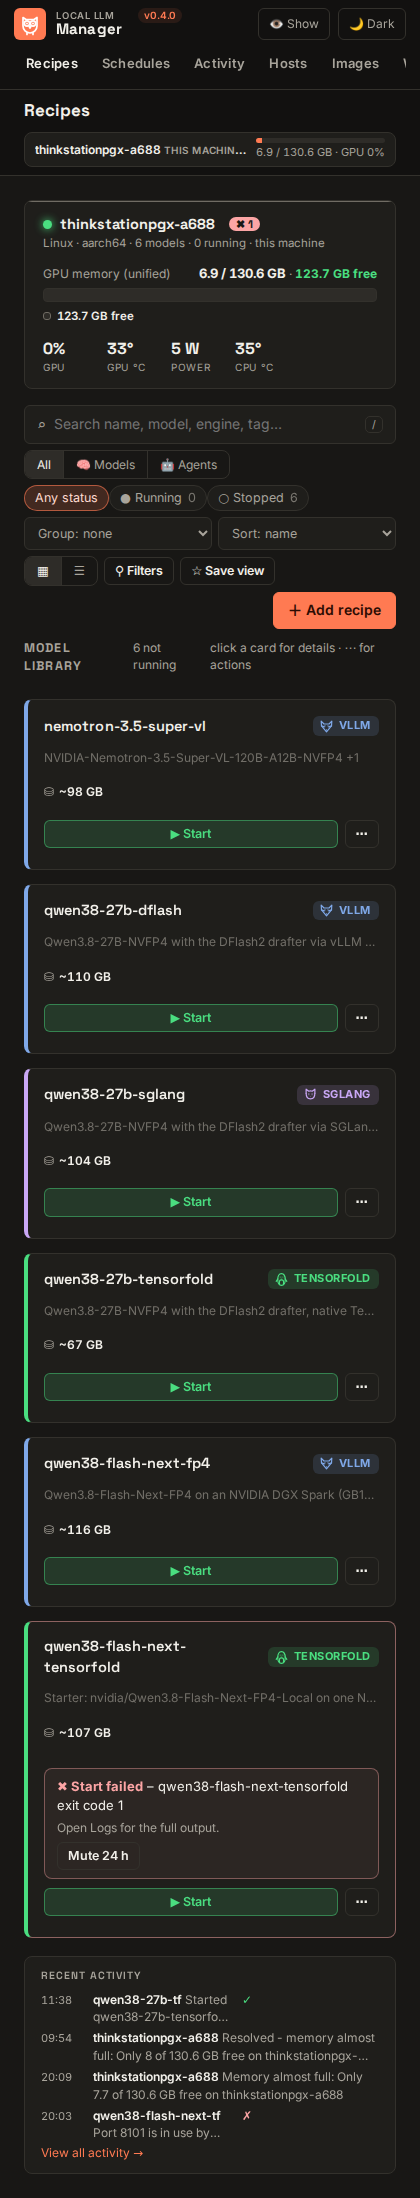 LOCAL LLM
Manager
v0.4.0
Show
Dark
Recipes Schedules Activity Hosts Images
Recipes
thinkstationpgx-a688 THIS MACHIN...
6.9 / 130.6 GB · GPU 0%
thinkstationpgx-a688 ✖ 1
Linux · aarch64 · 6 models · 0 running · this machine
GPU memory (unified) 6.9 / 130.6 GB · 123.7 GB free
123.7 GB free
0% 33° 5 W 35°
GPU GPU °C POWER CPU °C
Search name, model, engine, tag... /
All Models Agents
Any status Running 0 Stopped 6
Group: none Sort: name
Filters ☆ Save view
+ Add recipe
MODEL LIBRARY
6 not running
click a card for details · ··· for actions
nemotron-3.5-super-vl VLLM
NVIDIA-Nemotron-3.5-Super-VL-120B-A12B-NVFP4 +1
~98 GB
▶ Start ···
qwen38-27b-dflash VLLM
Qwen3.8-27B-NVFP4 with the DFlash2 drafter via vLLM ...
~110 GB
▶ Start ···
qwen38-27b-sglang SGLANG
Qwen3.8-27B-NVFP4 with the DFlash2 drafter via SGLan...
~104 GB
▶ Start ···
qwen38-27b-tensorfold TENSORFOLD
Qwen3.8-27B-NVFP4 with the DFlash2 drafter, native Te...
~67 GB
▶ Start ···
qwen38-flash-next-fp4 VLLM
Qwen3.8-Flash-Next-FP4 on an NVIDIA DGX Spark (GB1...
~116 GB
▶ Start ···
qwen38-flash-next-
tensorfold TENSORFOLD
Starter: nvidia/Qwen3.8-Flash-Next-FP4-Local on one N...
~107 GB
✖ Start failed – qwen38-flash-next-tensorfold
exit code 1
Open Logs for the full output.
Mute 24 h
▶ Start ···
RECENT ACTIVITY
11:38 qwen38-27b-tf Started ✓
qwen38-27b-tensorfo...
09:54 thinkstationpgx-a688 Resolved - memory almost
full: Only 8 of 130.6 GB free on thinkstationpgx-...
20:09 thinkstationpgx-a688 Memory almost full: Only
7.7 of 130.6 GB free on thinkstationpgx-a688
20:03 qwen38-flash-next-tf ✗
Port 8101 is in use by...
View all activity →